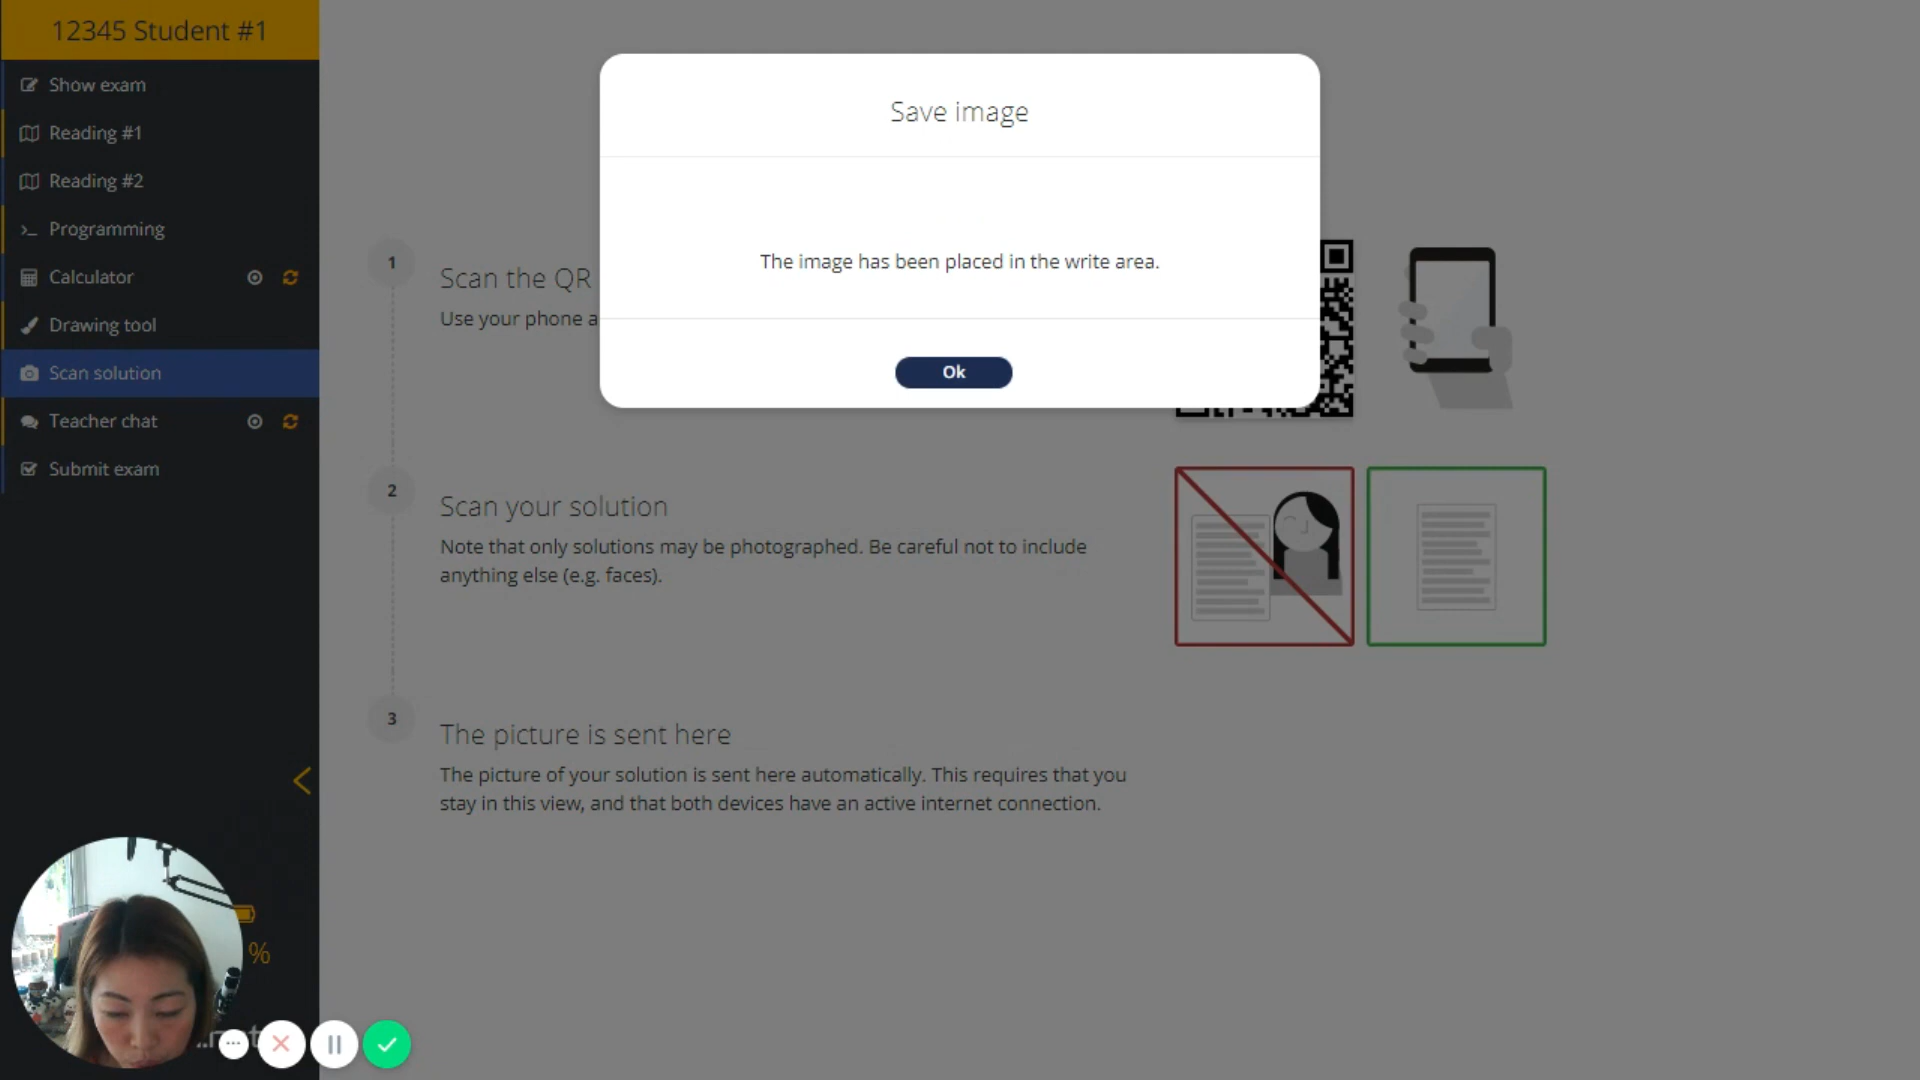 12345 Student #1
Show exam
Reading #1
Reading #2
Programming
Calculator
Drawing tool
Scan solution
Teacher chat
Submit exam
%
Save image
The image has been placed in the write area.
Ok
1
Scan the QR
Use your phone a
2
Scan your solution
Note that only solutions may be photographed. Be careful not to include
anything else (e.g. faces).
3
The picture is sent here
The picture of your solution is sent here automatically. This requires that you
stay in this view, and that both devices have an active internet connection.